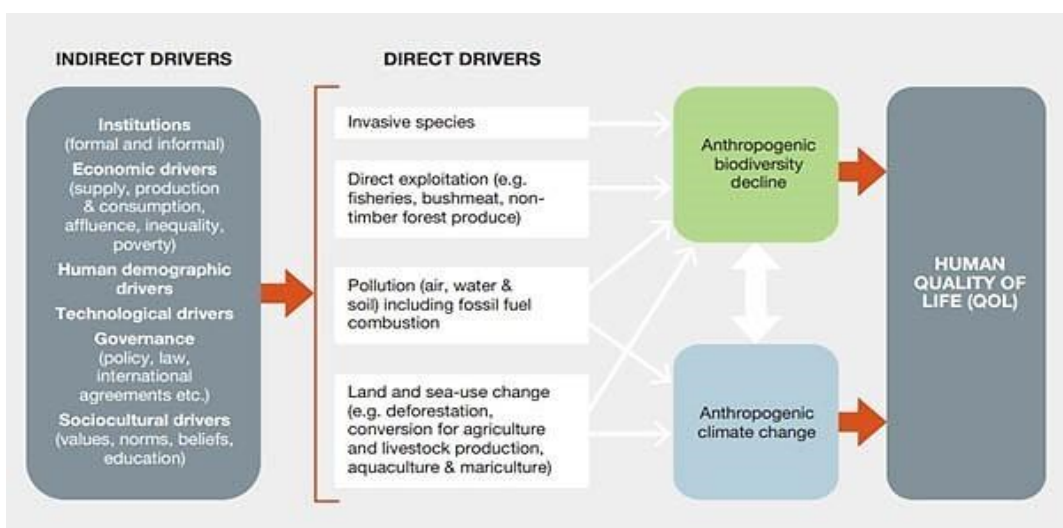 INDIRECT DRIVERS
Institutions
(formal and informal)
Economic drivers
(supply, production
& consumption,
affluence, inequality,
poverty)
Human demographic
drivers
Technological drivers
Governance
(policy, law,
international
agreements etc.)
Sociocultural drivers
(values, norms, beliefs,
education)
DIRECT DRIVERS
Invasive species
Direct exploitation (e.g.
fisheries, bushmeat, non-
timber forest produce)
Pollution (air, water &
soil) including fossil fuel
combustion
Land and sea-use change
(e.g. deforestation,
conversion for agriculture
and livestock production,
aquaculture & mariculture)
Anthropogenic
biodiversity
decline
Anthropogenic
climate change
HUMAN
QUALITY OF
LIFE (QOL)